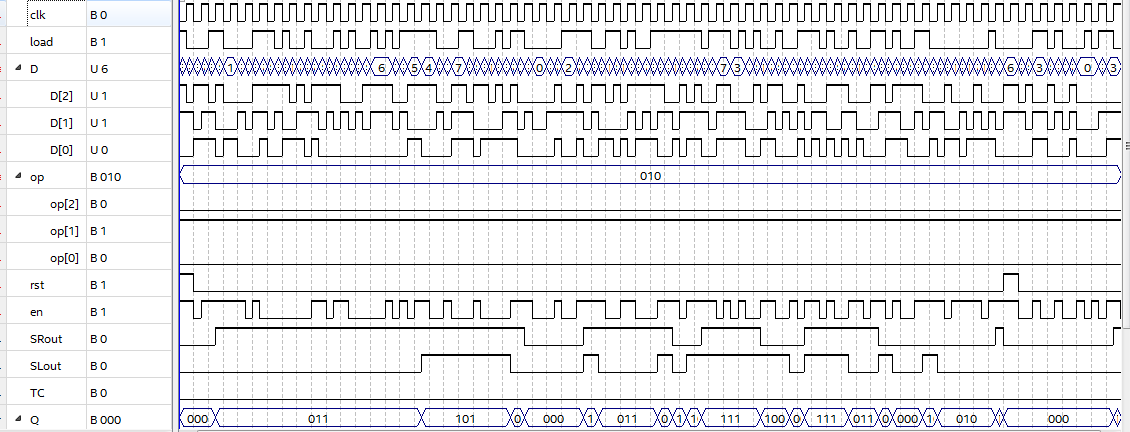 clk B 0
load B 1
D U 6 1 6 5 4 7 0 2 7 3 6 3 0 3
D[2] U 1
D[1] U 1
D[0] U 0
op B 010 010
op[2] B 0
op[1] B 1
op[0] B 0
rst B 1
en B 1
SRout B 0
SLout B 0
TC B 0
Q B 000 000 011 101 0 000 1 011 0 1 1 111 100 0 111 011 0 000 1 010 000